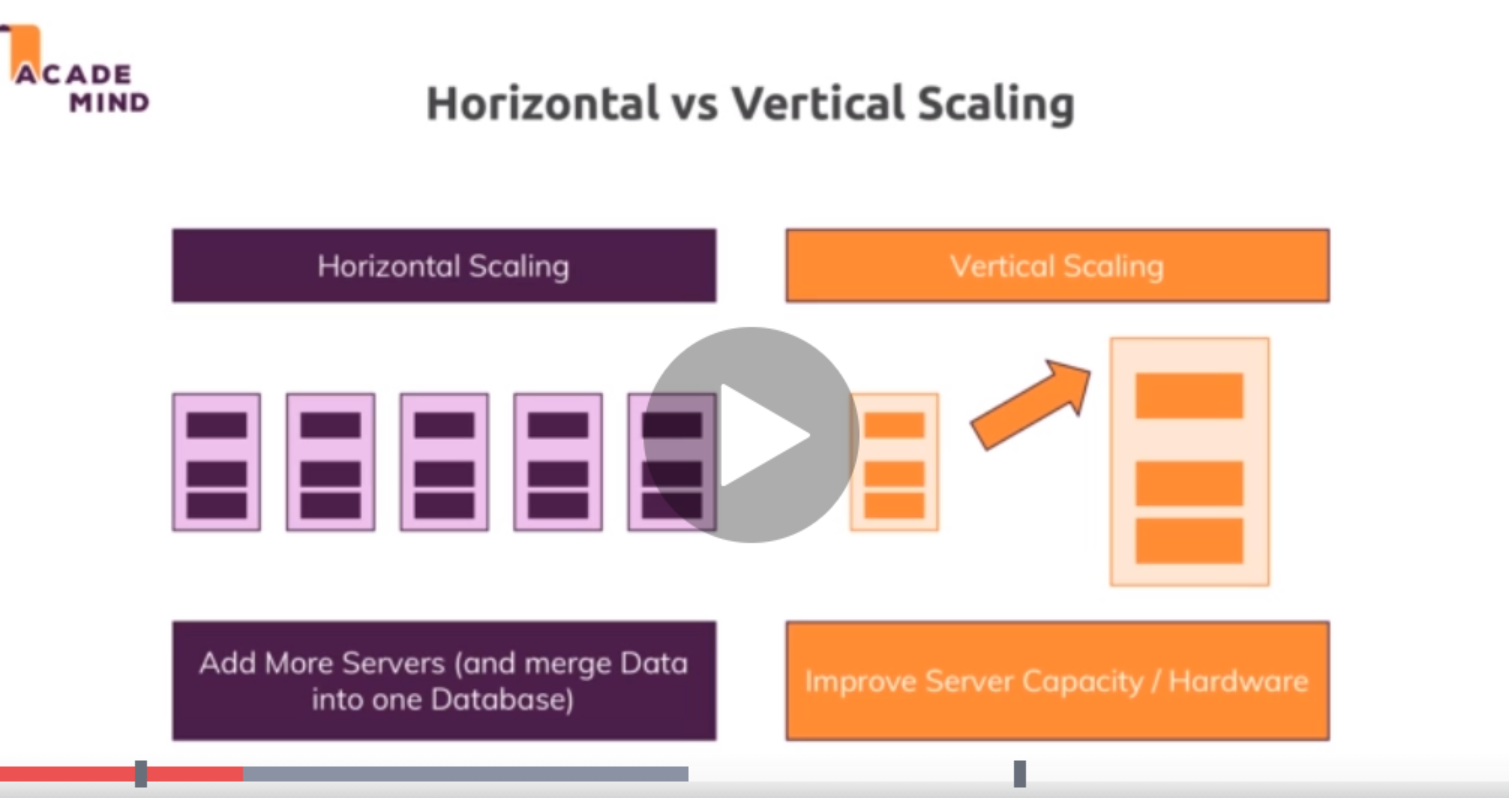 ACADE
MIND
Horizontal vs Vertical Scaling
Horizontal Scaling
Vertical Scaling
Add More Servers (and merge Data
into one Database)
Improve Server Capacity / Hardware